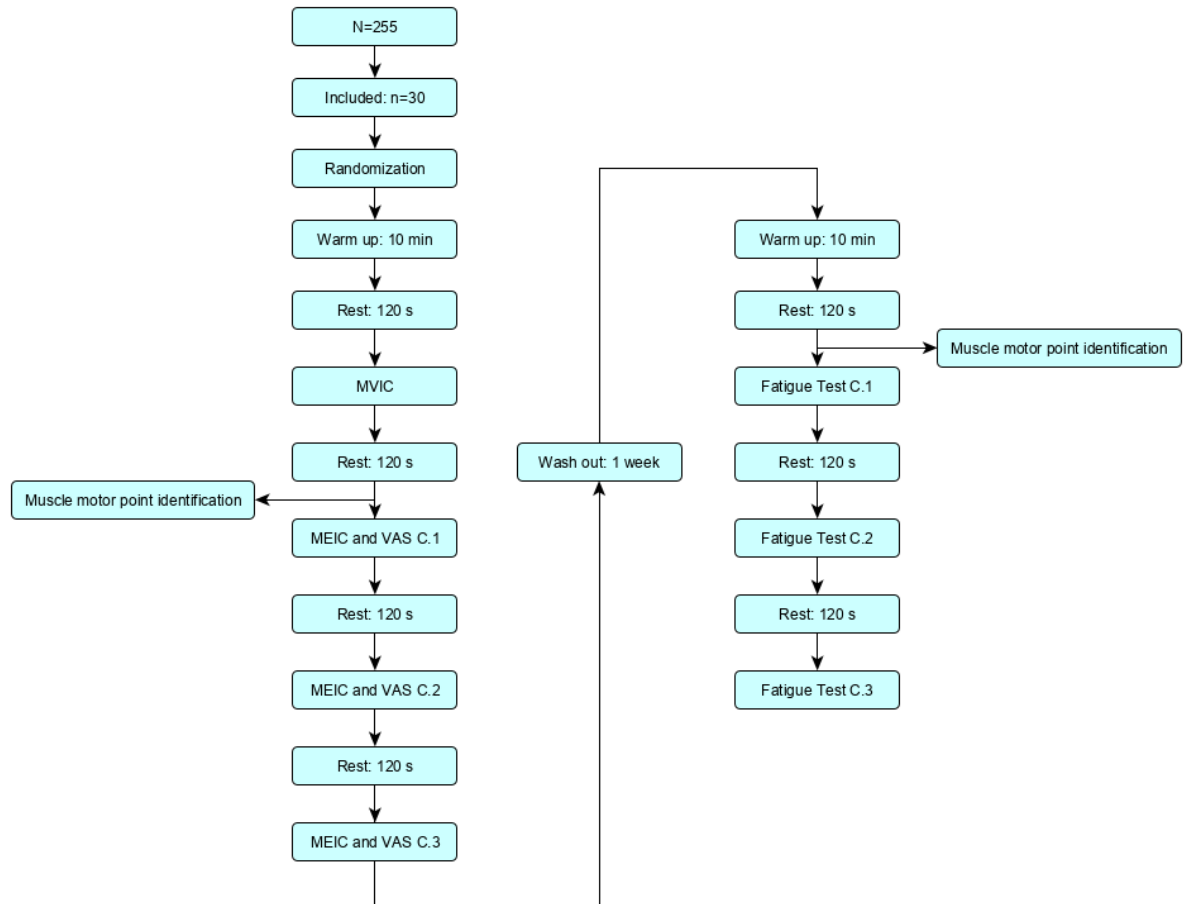 N=255
Included: n=30
Randomization
Warm up: 10 min
Rest: 120 s
MVIC
Rest: 120 s
Muscle motor point identification
MEIC and VAS C.1
Rest: 120 s
MEIC and VAS C.2
Rest: 120 s
MEIC and VAS C.3
Wash out: 1 week
Warm up: 10 min
Rest: 120 s
Muscle motor point identification
Fatigue Test C.1
Rest: 120 s
Fatigue Test C.2
Rest: 120 s
Fatigue Test C.3